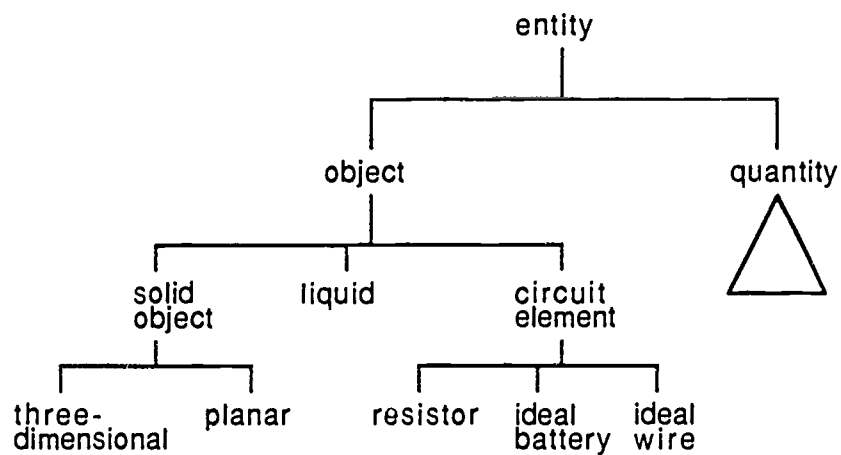 entity
object
quantity
solid
object
liquid
circuit
element
three-
dimensional
planar
resistor
ideal
battery
ideal
wire